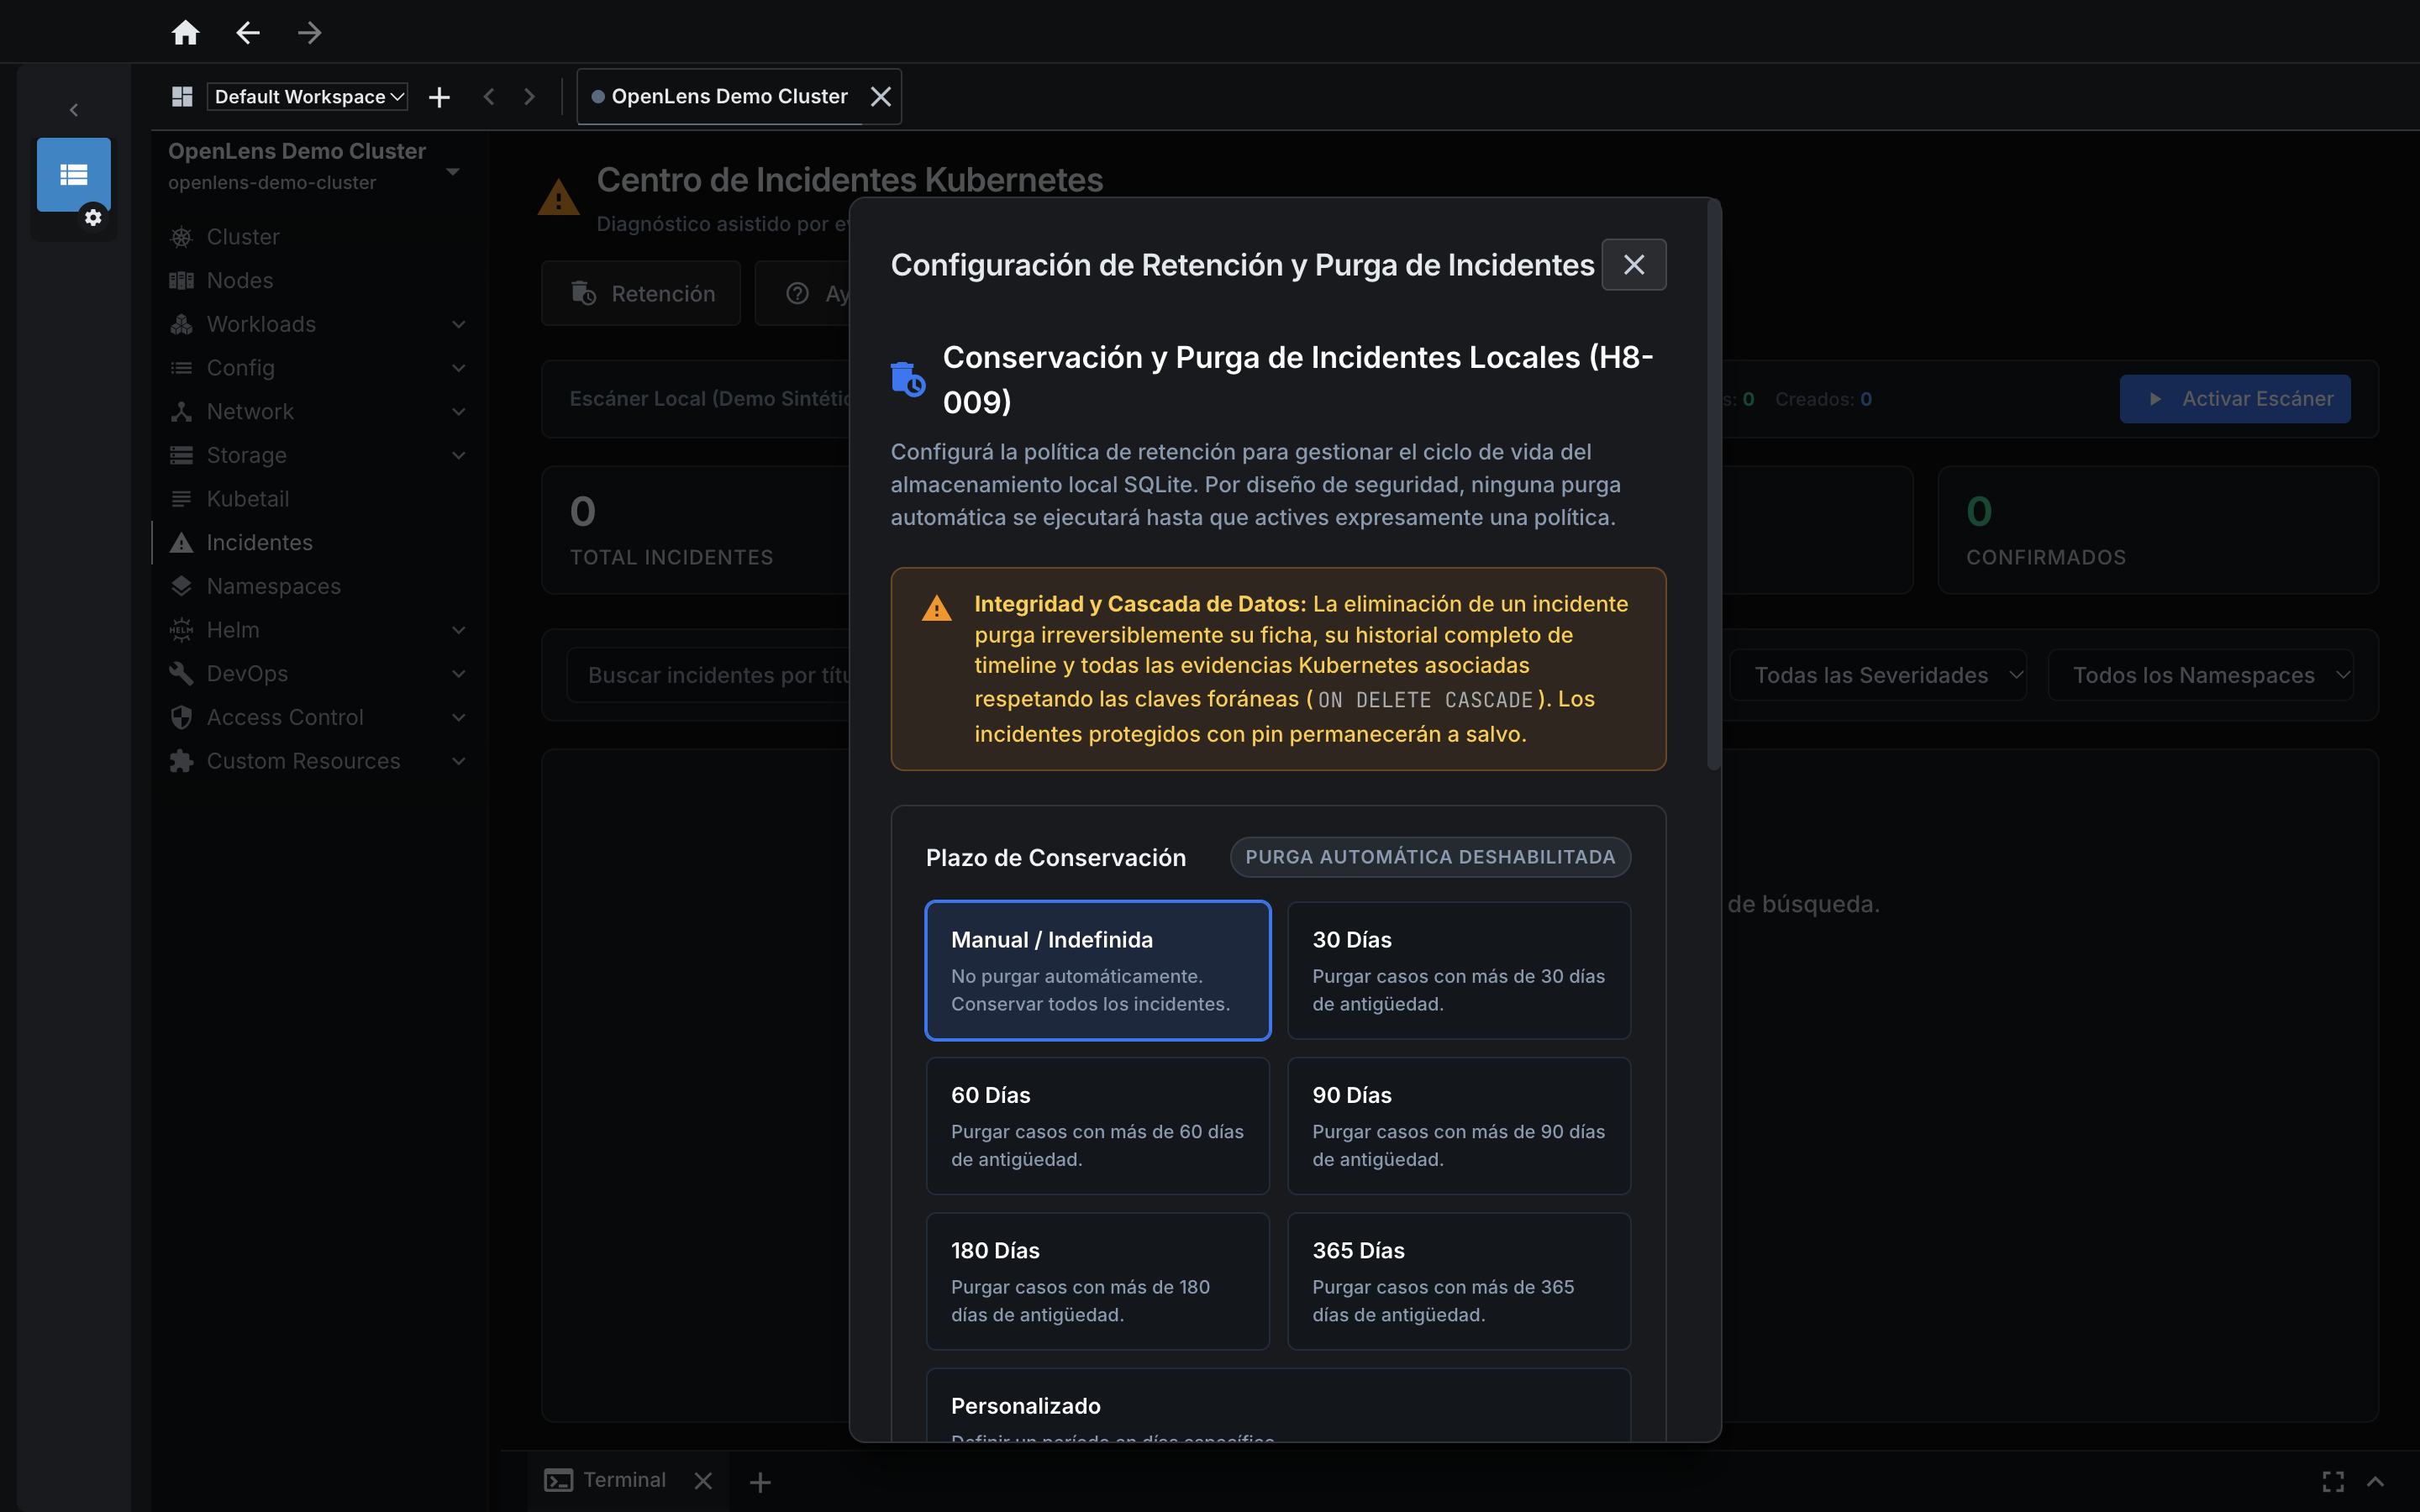 Default Workspace
OpenLens Demo Cluster
OpenLens Demo Cluster
openlens-demo-cluster
Cluster
Nodes
Workloads
Config
Network
Storage
Kubetail
Incidentes
Namespaces
Helm
DevOps
Access Control
Custom Resources
Centro de Incidentes Kubernetes
Diagnóstico asistido por
Retención
Escáner Local (Demo
Creados: 0
Activar Escáner
0
TOTAL INCIDENTES
0
CONFIRMADOS
Buscar incidentes por
Todas las Severidades
Todos los Namespaces
de búsqueda.
Configuración de Retención y Purga de Incidentes
Conservación y Purga de Incidentes Locales (H8-
009)
Configurá la política de retención para gestionar el ciclo de vida del
almacenamiento local SQLite. Por diseño de seguridad, ninguna purga
automática se ejecutará hasta que actives expresamente una política.
Integridad y Cascada de Datos: La eliminación de un incidente
purga irreversiblemente su ficha, su historial completo de
timeline y todas las evidencias Kubernetes asociadas
respetando las claves foráneas (ON DELETE CASCADE). Los
incidentes protegidos con pin permanecerán a salvo.
Plazo de Conservación
PURGA AUTOMÁTICA DESHABILITADA
Manual / Indefinida
No purgar automáticamente.
Conservar todos los incidentes.
30 Días
Purgar casos con más de 30 días
de antigüedad.
60 Días
Purgar casos con más de 60 días
de antigüedad.
90 Días
Purgar casos con más de 90 días
de antigüedad.
180 Días
Purgar casos con más de 180
días de antigüedad.
365 Días
Purgar casos con más de 365
días de antigüedad.
Personalizado
Definir un período en días específico
Terminal